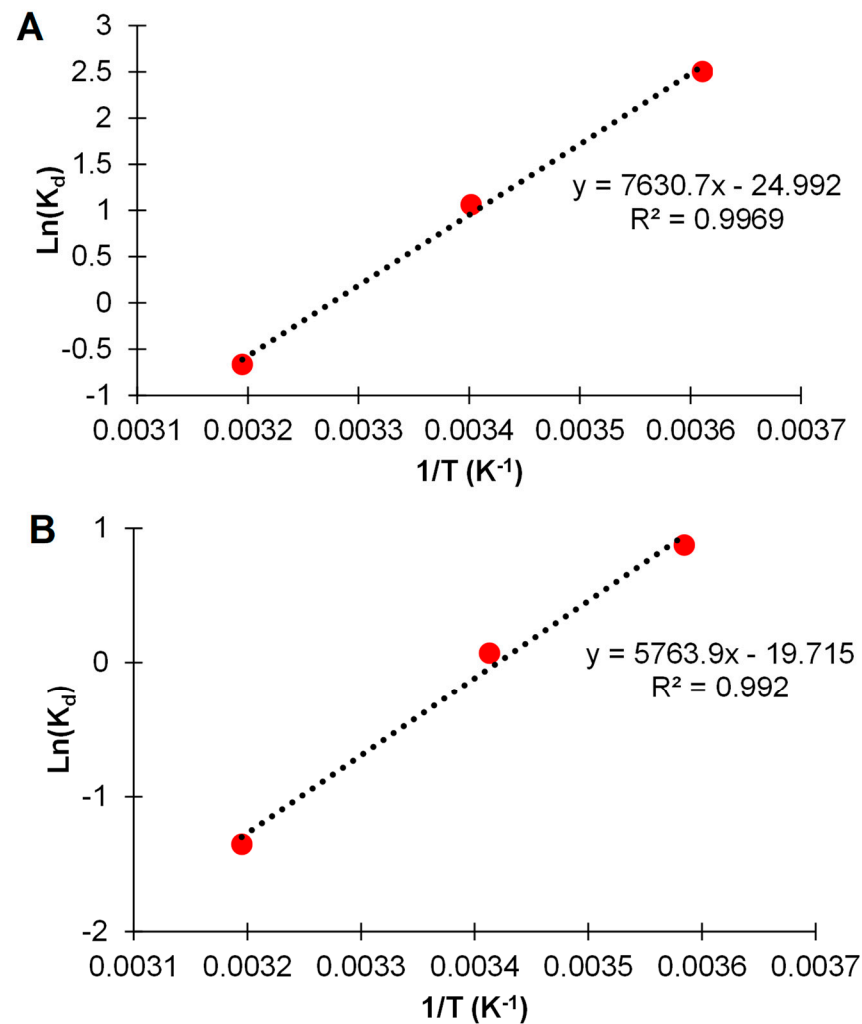 A
3
2.5
2
1.5
1
0.5
0
-0.5
-1
Ln(Kd)
y = 7630.7x - 24.992
R² = 0.9969
0.0031 0.0032 0.0033 0.0034 0.0035 0.0036 0.0037
1/T (K-1)
B
1
0
-1
-2
Ln(Kd)
y = 5763.9x - 19.715
R² = 0.992
0.0031 0.0032 0.0033 0.0034 0.0035 0.0036 0.0037
1/T (K-1)